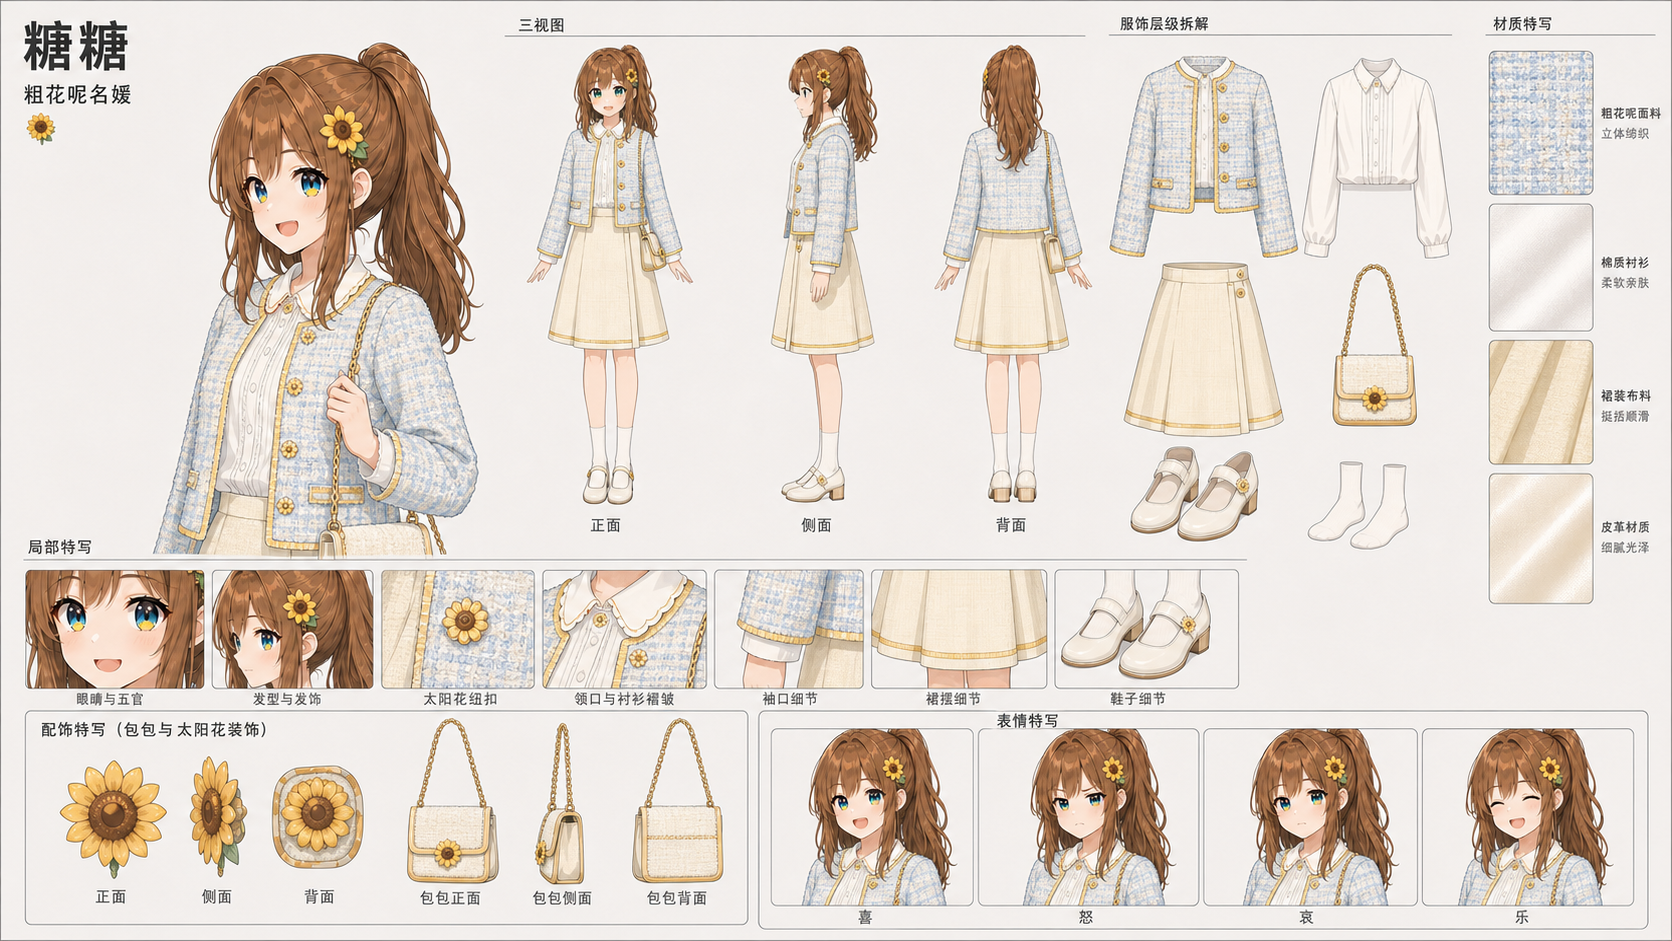 糖糖
粗花呢名媛
三视图
正面
侧面
背面
服饰层级拆解
材质特写
粗花呢面料
立体绱织
棉质衬衫
柔软亲肤
裙装布料
挺括顺滑
皮革材质
细腻光泽
局部特写
眼睛与五官
发型与发饰
太阳花纽扣
领口与衬衫褶皱
袖口细节
裙摆细节
鞋子细节
配饰特写（包包与太阳花装饰）
正面
侧面
背面
包包正面
包包侧面
包包背面
表情特写
喜
怒
哀
乐